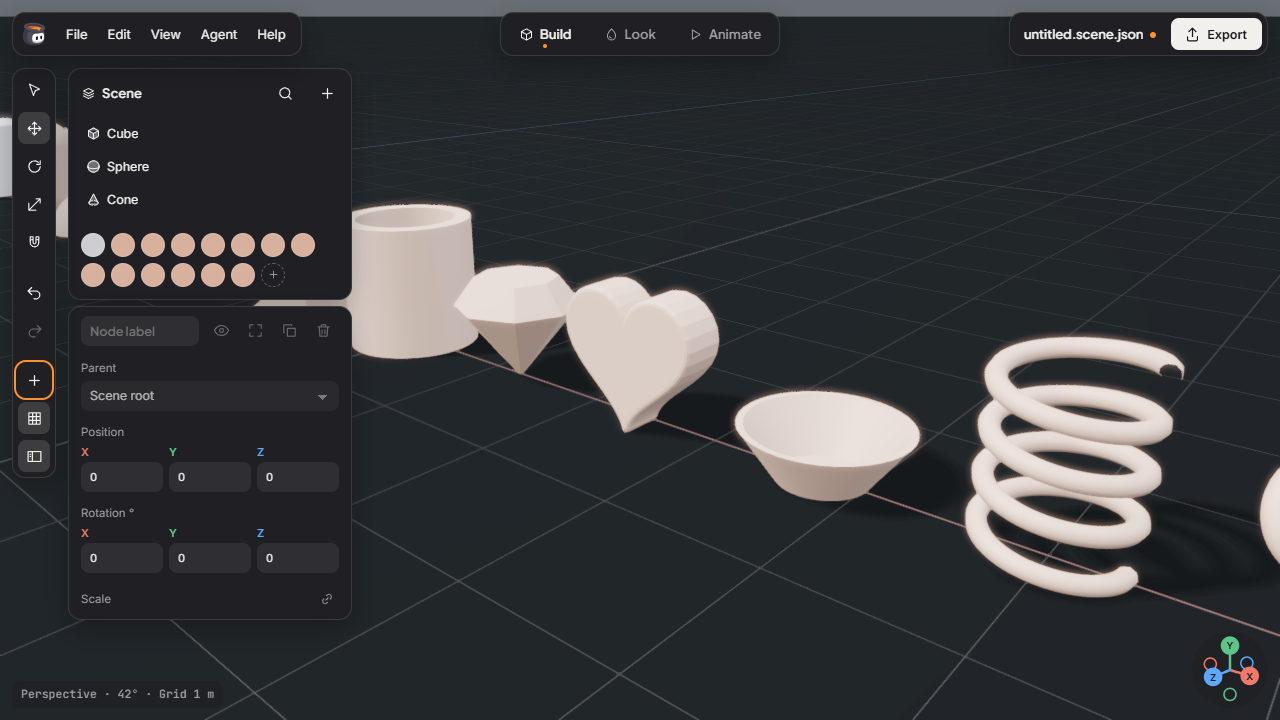 File Edit View Agent Help
Build Look Animate
untitled.scene.json Export
Scene
Cube
Sphere
Cone
Node label
Parent
Scene root
Position
X Y Z
0 0 0
Rotation °
X Y Z
0 0 0
Scale
Perspective · 42° · Grid 1 m
Y
Z X